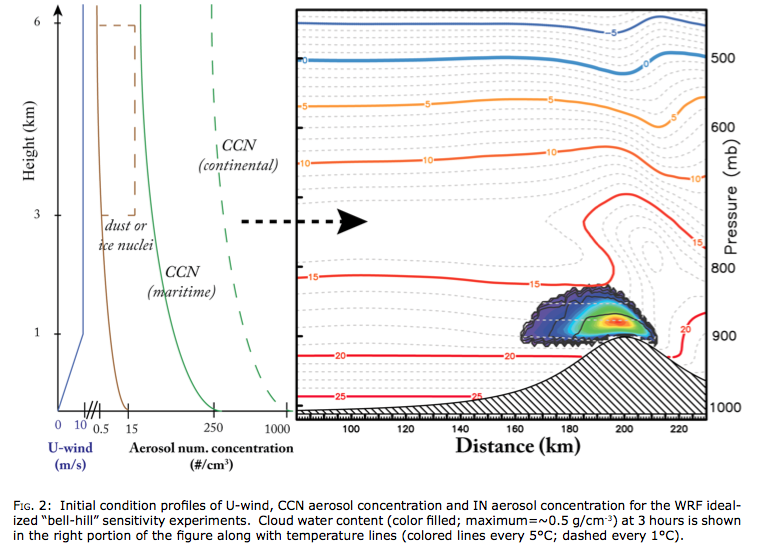 6
3
1
Height (km)
CCN
(continental)
dust or
ice nuclei
CCN
(maritime)
0 10 0.5 15 250 1000
U-wind
(m/s)
Aerosol num. concentration
(#/cm³)
-5
0
0
5
5
5
5
10
10
10
10
15
15
15
20
20
20
25
25
500
600
800
900
1000
Pressure (mb)
100 120 140 160 180 200 220
Distance (km)
FIG. 2: Initial condition profiles of U-wind, CCN aerosol concentration and IN aerosol concentration for the WRF ideal-
ized “bell-hill” sensitivity experiments. Cloud water content (color filled; maximum=~0.5 g/cm⁻³) at 3 hours is shown
in the right portion of the figure along with temperature lines (colored lines every 5°C; dashed every 1°C).